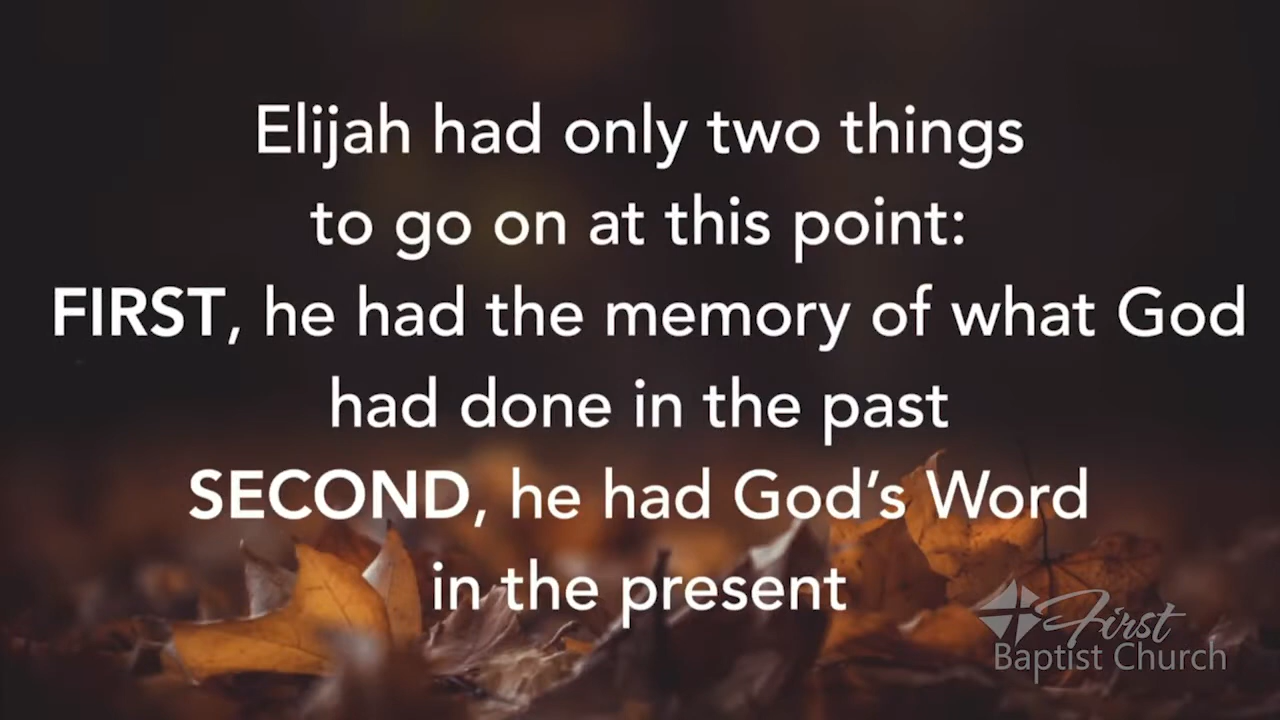 Elijah had only two things
to go on at this point:
FIRST, he had the memory of what God
had done in the past
SECOND, he had God’s Word
in the present
First
Baptist Church